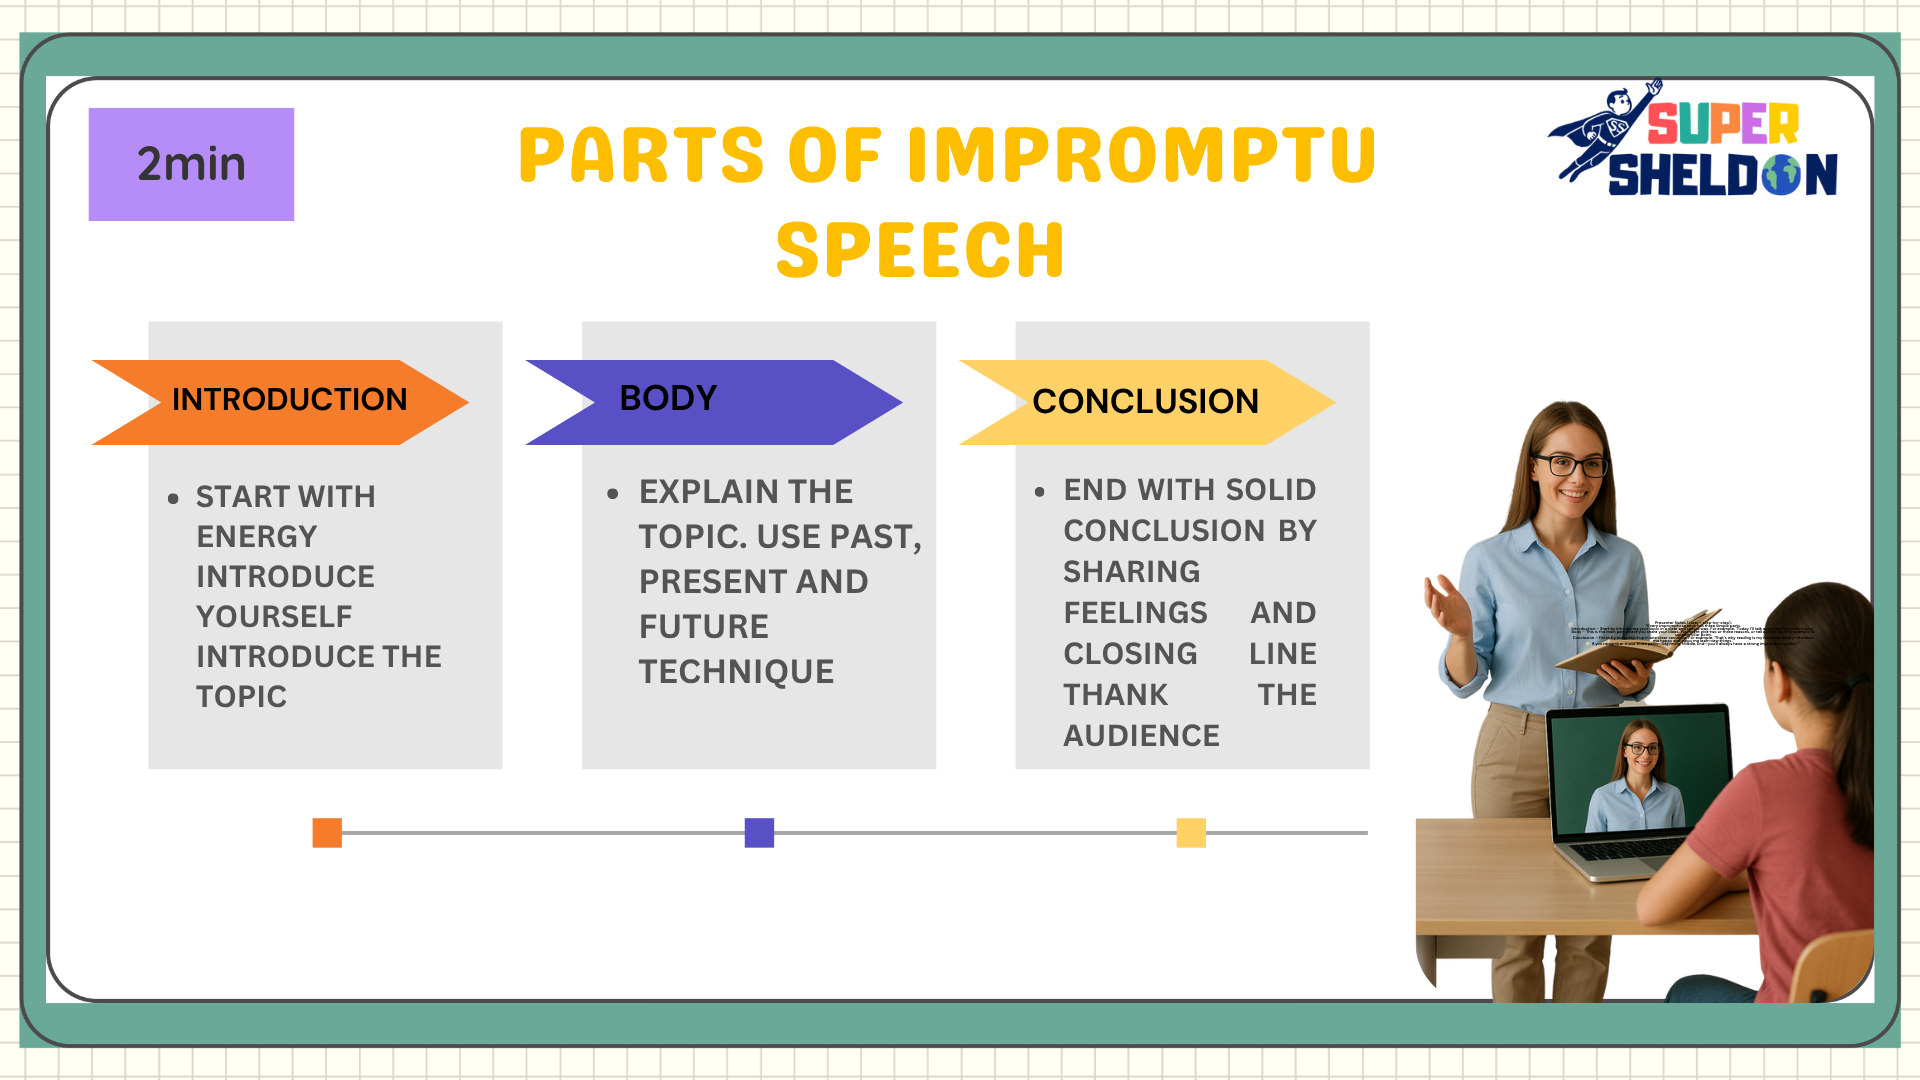 2min
PARTS OF IMPROMPTU
SPEECH
SUPER
SHELDON
INTRODUCTION
• START WITH
ENERGY
INTRODUCE
YOURSELF
INTRODUCE THE
TOPIC
BODY
• EXPLAIN THE
TOPIC. USE PAST,
PRESENT AND
FUTURE
TECHNIQUE
CONCLUSION
• END WITH SOLID
CONCLUSION BY
SHARING
FEELINGS AND
CLOSING LINE
THANK THE
AUDIENCE